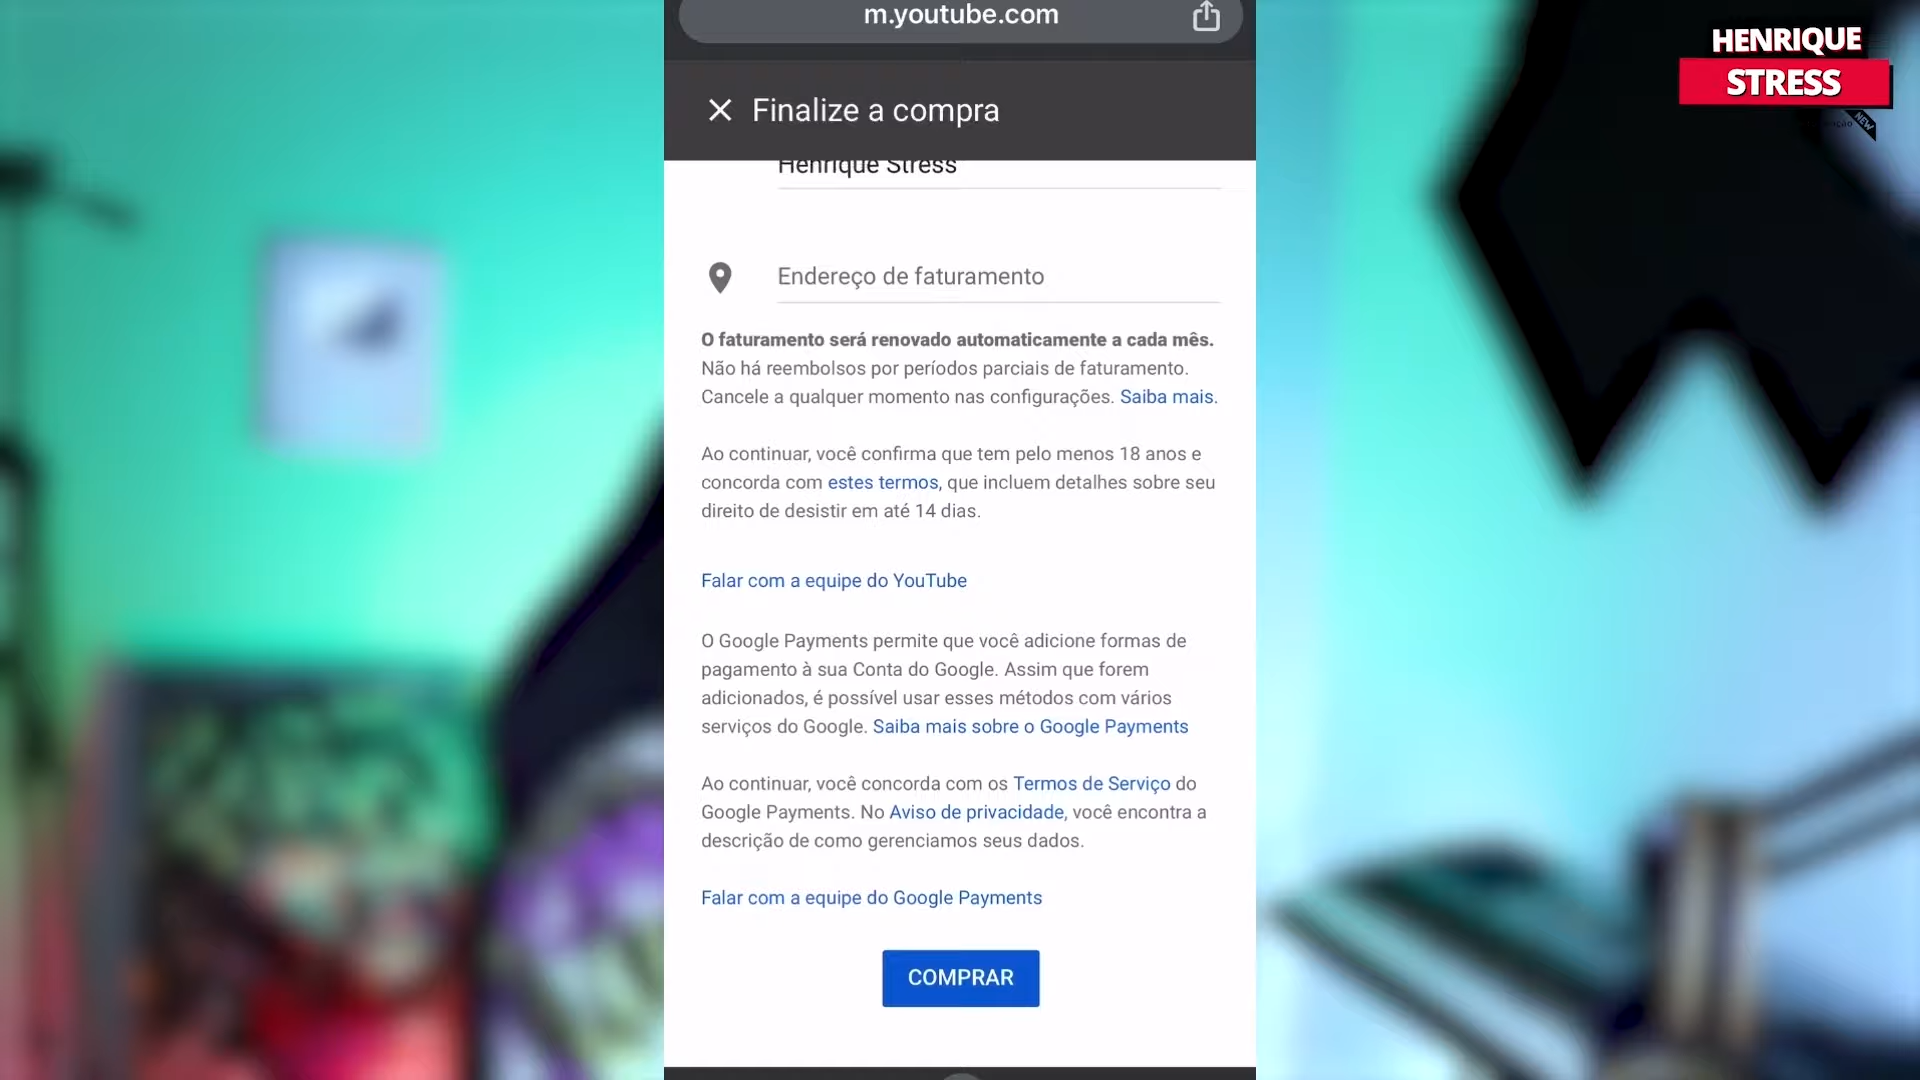 m.youtube.com
HENRIQUE
STRESS
NEW
Finalize a compra
Henrique Stress
Endereço de faturamento
O faturamento será renovado automaticamente a cada mês.
Não há reembolsos por períodos parciais de faturamento.
Cancele a qualquer momento nas configurações. Saiba mais.
Ao continuar, você confirma que tem pelo menos 18 anos e
concorda com estes termos, que incluem detalhes sobre seu
direito de desistir em até 14 dias.
Falar com a equipe do YouTube
O Google Payments permite que você adicione formas de
pagamento à sua Conta do Google. Assim que forem
adicionados, é possível usar esses métodos com vários
serviços do Google. Saiba mais sobre o Google Payments
Ao continuar, você concorda com os Termos de Serviço do
Google Payments. No Aviso de privacidade, você encontra a
descrição de como gerenciamos seus dados.
Falar com a equipe do Google Payments
COMPRAR